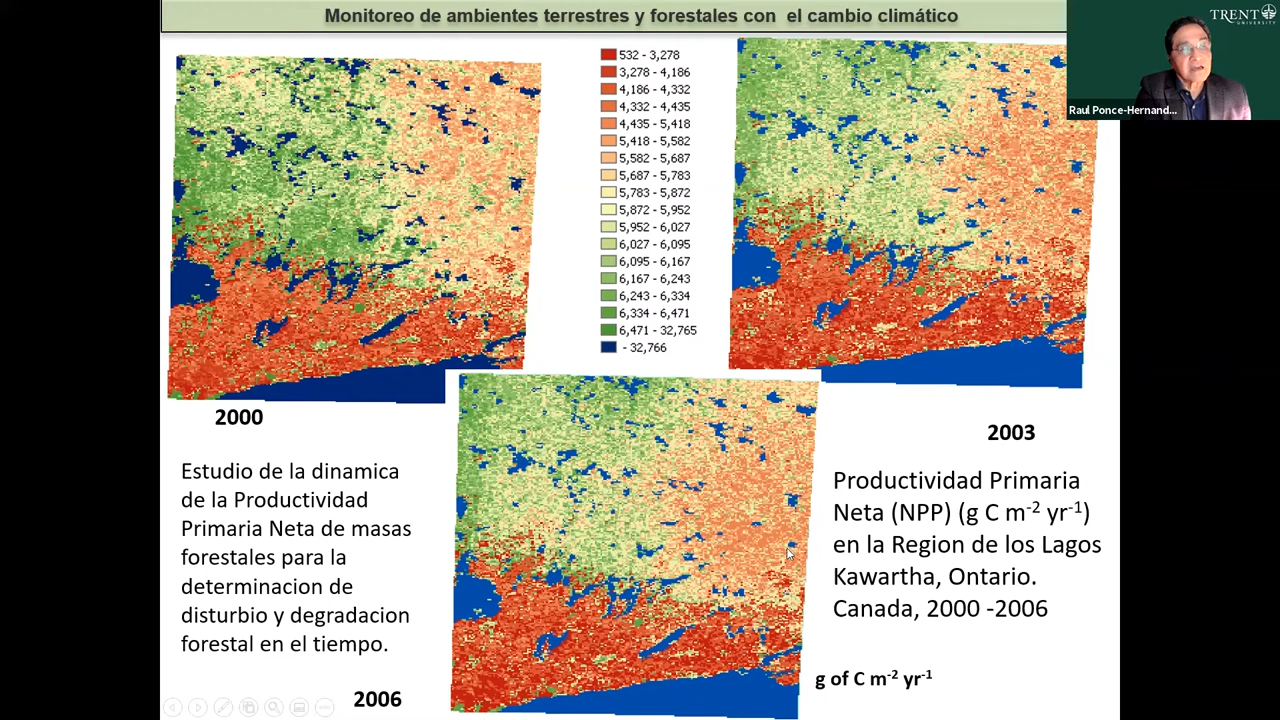 Monitoreo de ambientes terrestres y forestales con el cambio climático
TRENT
UNIVERSITY
Raul Ponce-Hernand...
532 - 3,278
3,278 - 4,186
4,186 - 4,332
4,332 - 4,435
4,435 - 5,418
5,418 - 5,582
5,582 - 5,687
5,687 - 5,783
5,783 - 5,872
5,872 - 5,952
5,952 - 6,027
6,027 - 6,095
6,095 - 6,167
6,167 - 6,243
6,243 - 6,334
6,334 - 6,471
6,471 - 32,765
- 32,766
2000
2003
Estudio de la dinamica
de la Productividad
Primaria Neta de masas
forestales para la
determinacion de
disturbio y degradacion
forestal en el tiempo.
Productividad Primaria
Neta (NPP) (g C m-2 yr-1)
en la Region de los Lagos
Kawartha, Ontario.
Canada, 2000 -2006
2006
g of C m-2 yr-1